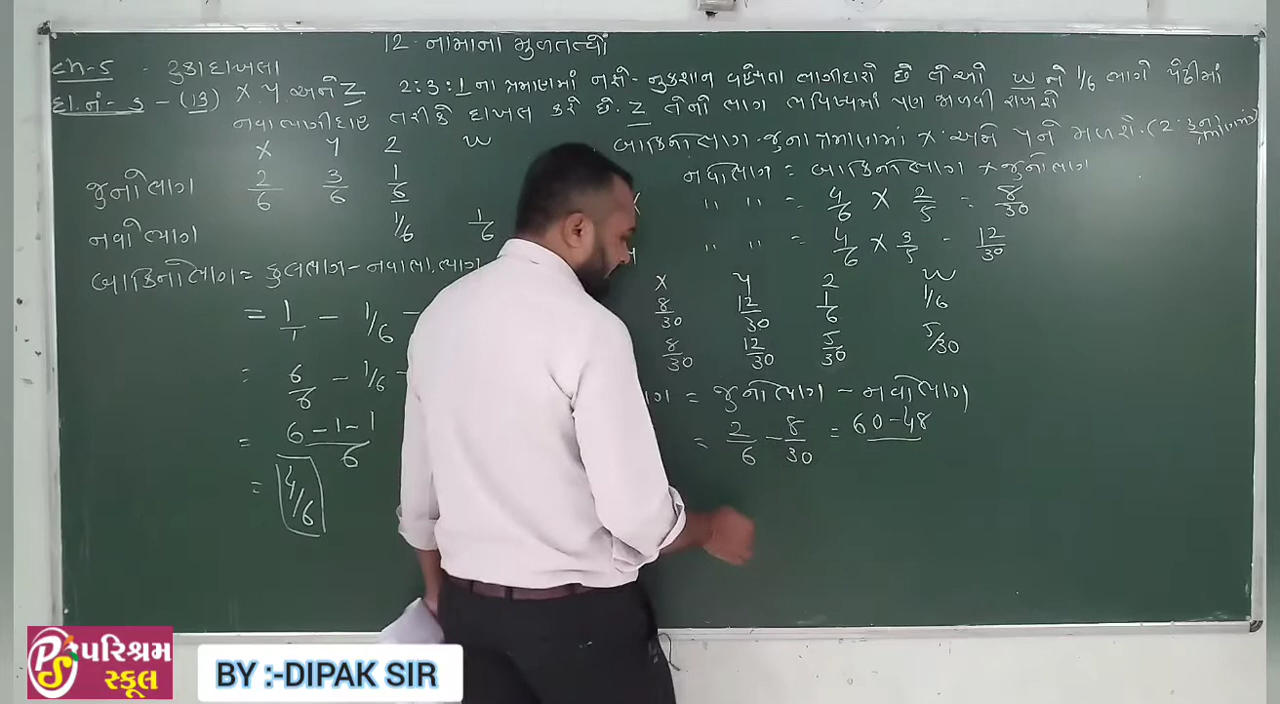 12. નામાના મુળતત્વો
ch-5 - ટુકા દાખલા
દા.નં-3 - (13) X, Y અને Z 2:3:1 ના પ્રમાણમાં નફો-નુકશાન વહેંચતા ભાગીદારો છે તેઓ W ને 1/6 ભાગે પેઢીમાં
નવા ભાગીદાર તરીકે દાખલ કરે છે. Z તેનો ભાગ ભવિષ્યમાં પણ જાળવી રાખશે
બાકીનો ભાગ જુના પ્રમાણમાં X અને Y ને મળશે. (2:3 ના પ્રમાણમાં)
X Y Z W
જુનો ભાગ 2/6 3/6 1/6
નવો ભાગ 1/6 1/6
બાકીનો ભાગ = કુલ ભાગ - નવા ભા. ભાગ
= 1/1 - 1/6 -
= 6/6 - 1/6 -
= 6-1-1/6
= 4/6
નવો ભાગ = બાકીનો ભાગ × જુનો ભાગ
X " " = 4/6 × 2/5 = 8/30
" " = 4/6 × 3/5 = 12/30
X Y Z W
8/30 12/30 1/6 1/6
8/30 12/30 5/30 5/30
ભાગ = જુનો ભાગ - નવો ભાગ
= 2/6 - 8/30 = 60-48
પરિશ્રમ
સ્કૂલ
BY :-DIPAK SIR